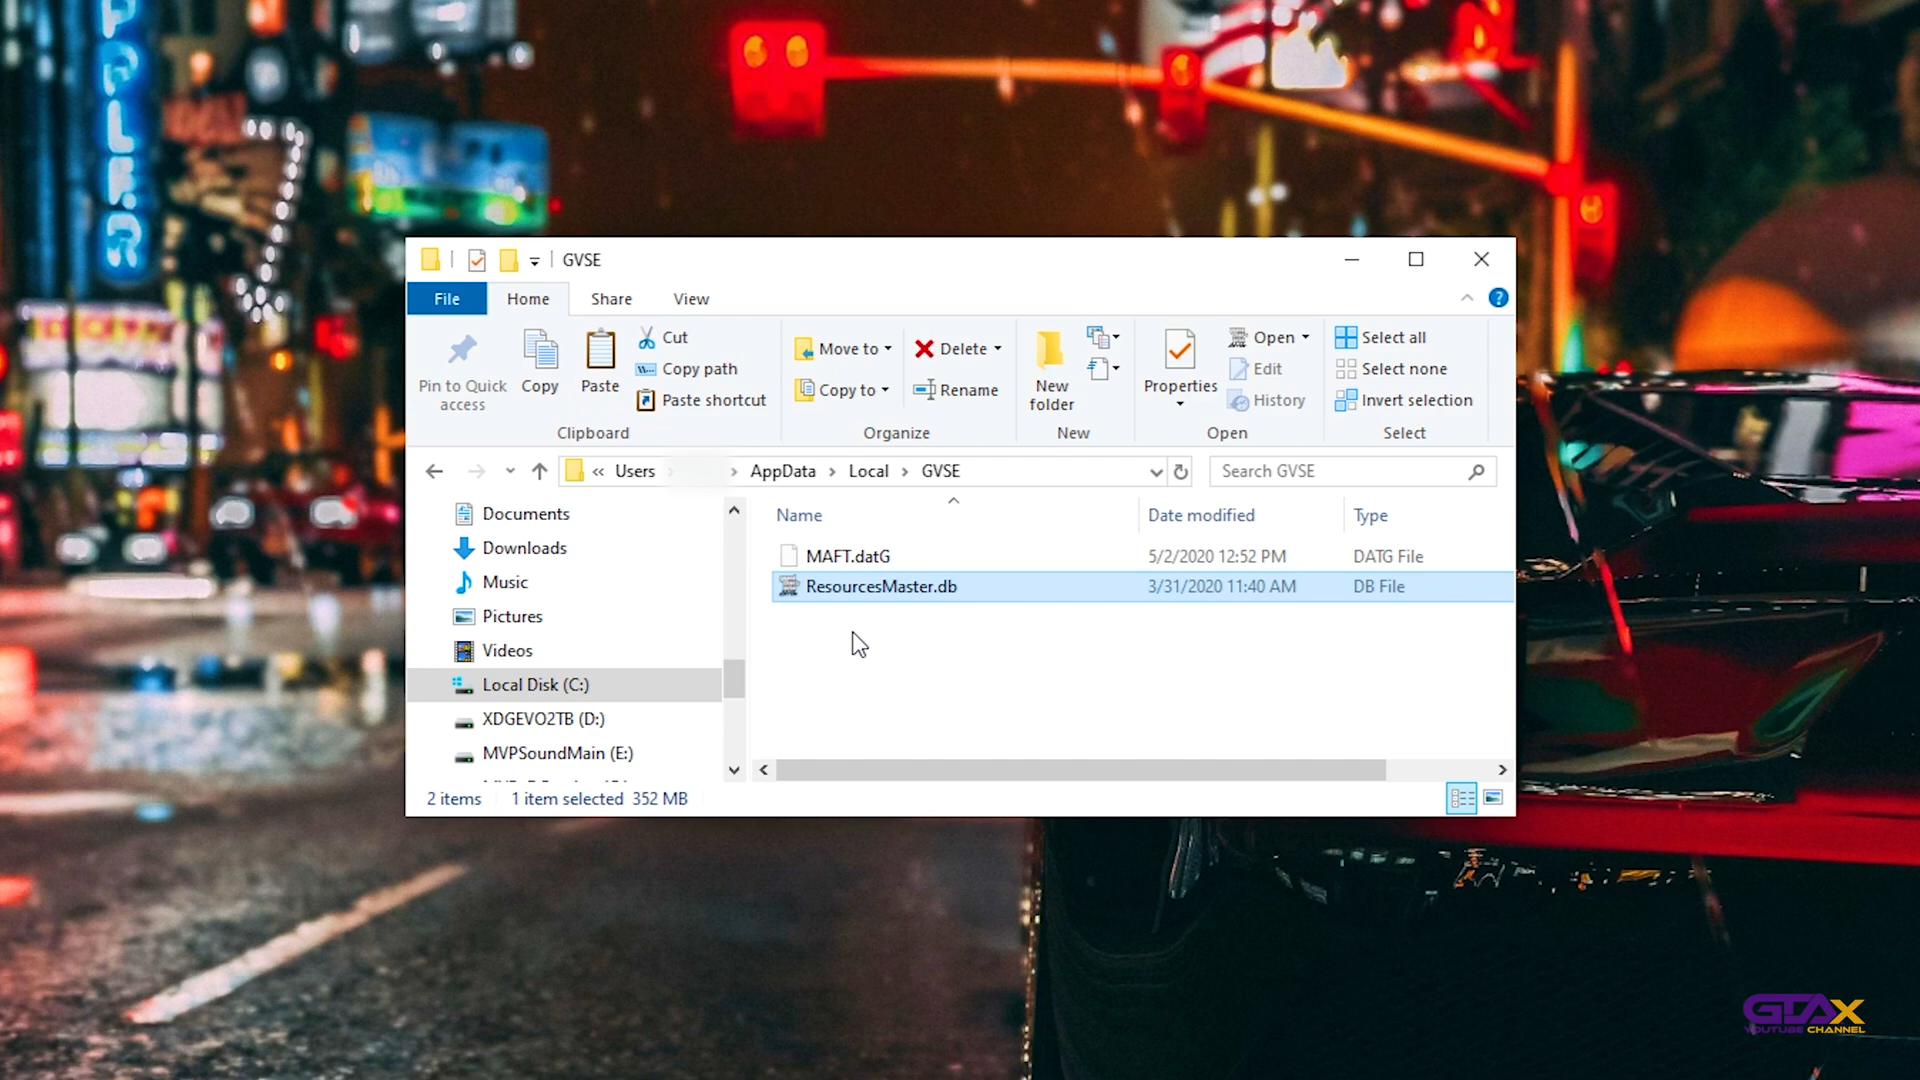 PPLER
GVSE
File
Home
Share
View
Pin to Quick
access
Copy
Paste
Cut
Copy path
Paste shortcut
Clipboard
Move to
Copy to
Delete
Rename
Organize
New
folder
New
Properties
Open
Edit
History
Open
Select all
Select none
Invert selection
Select
« Users › › AppData › Local › GVSE
Search GVSE
Documents
Downloads
Music
Pictures
Videos
Local Disk (C:)
XDGEVO2TB (D:)
MVPSoundMain (E:)
Name
Date modified
Type
MAFT.datG
5/2/2020 12:52 PM
DATG File
ResourcesMaster.db
3/31/2020 11:40 AM
DB File
2 items
1 item selected 352 MB
GTAX
YOUTUBE CHANNEL